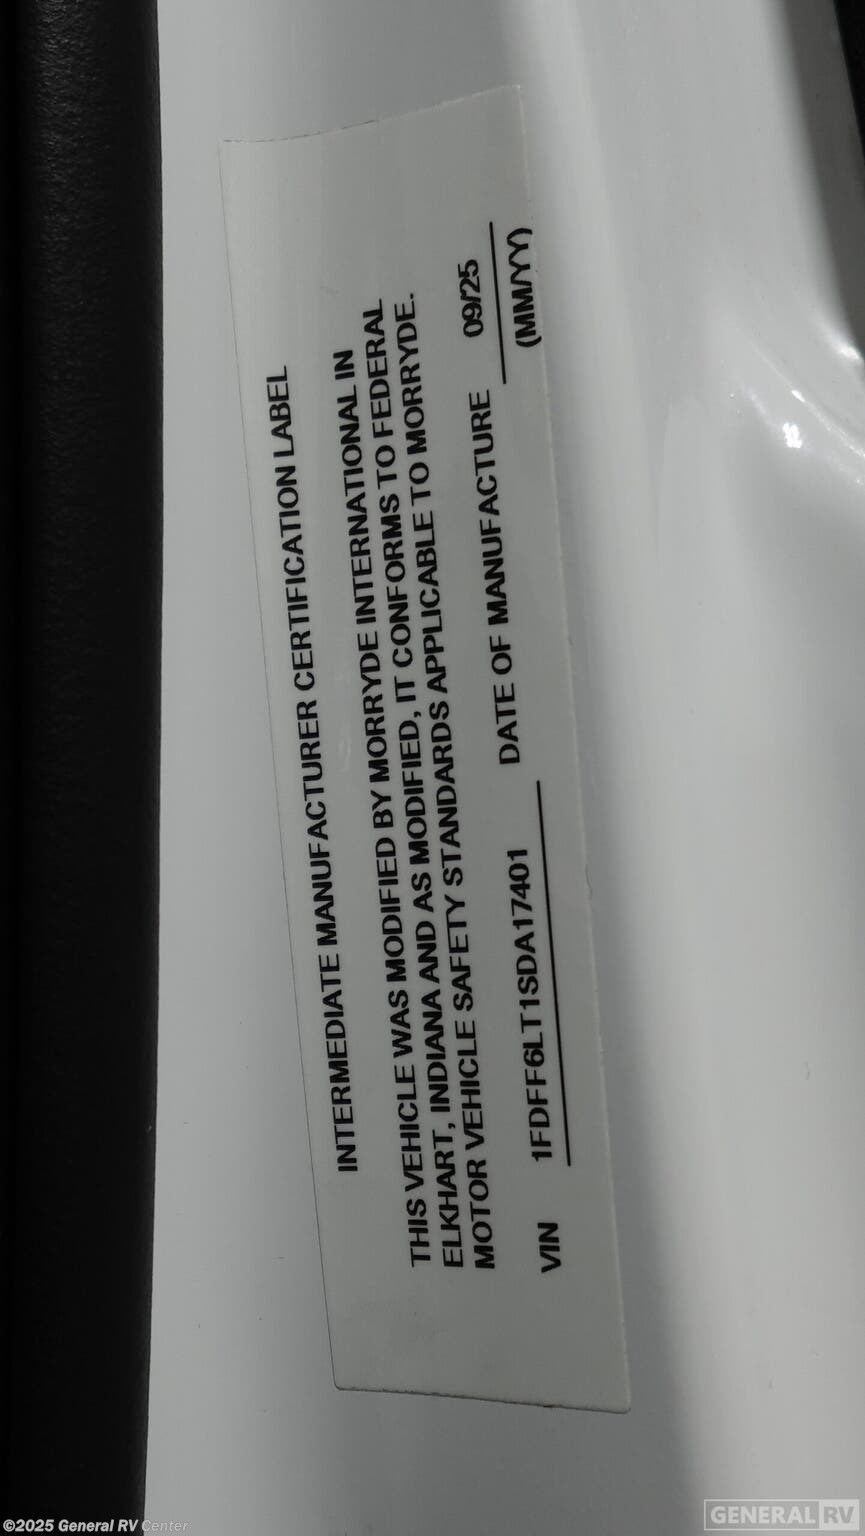 INTERMEDIATE MANUFACTURER CERTIFICATION LABEL
THIS VEHICLE WAS MODIFIED BY MORRYDE INTERNATIONAL IN
ELKHART, INDIANA AND AS MODIFIED, IT CONFORMS TO FEDERAL
MOTOR VEHICLE SAFETY STANDARDS APPLICABLE TO MORRYDE.
VIN 1FDFF6LT1SDA17401 DATE OF MANUFACTURE 09/25
(MM/YY)
©2025 General RV Center
GENERAL RV